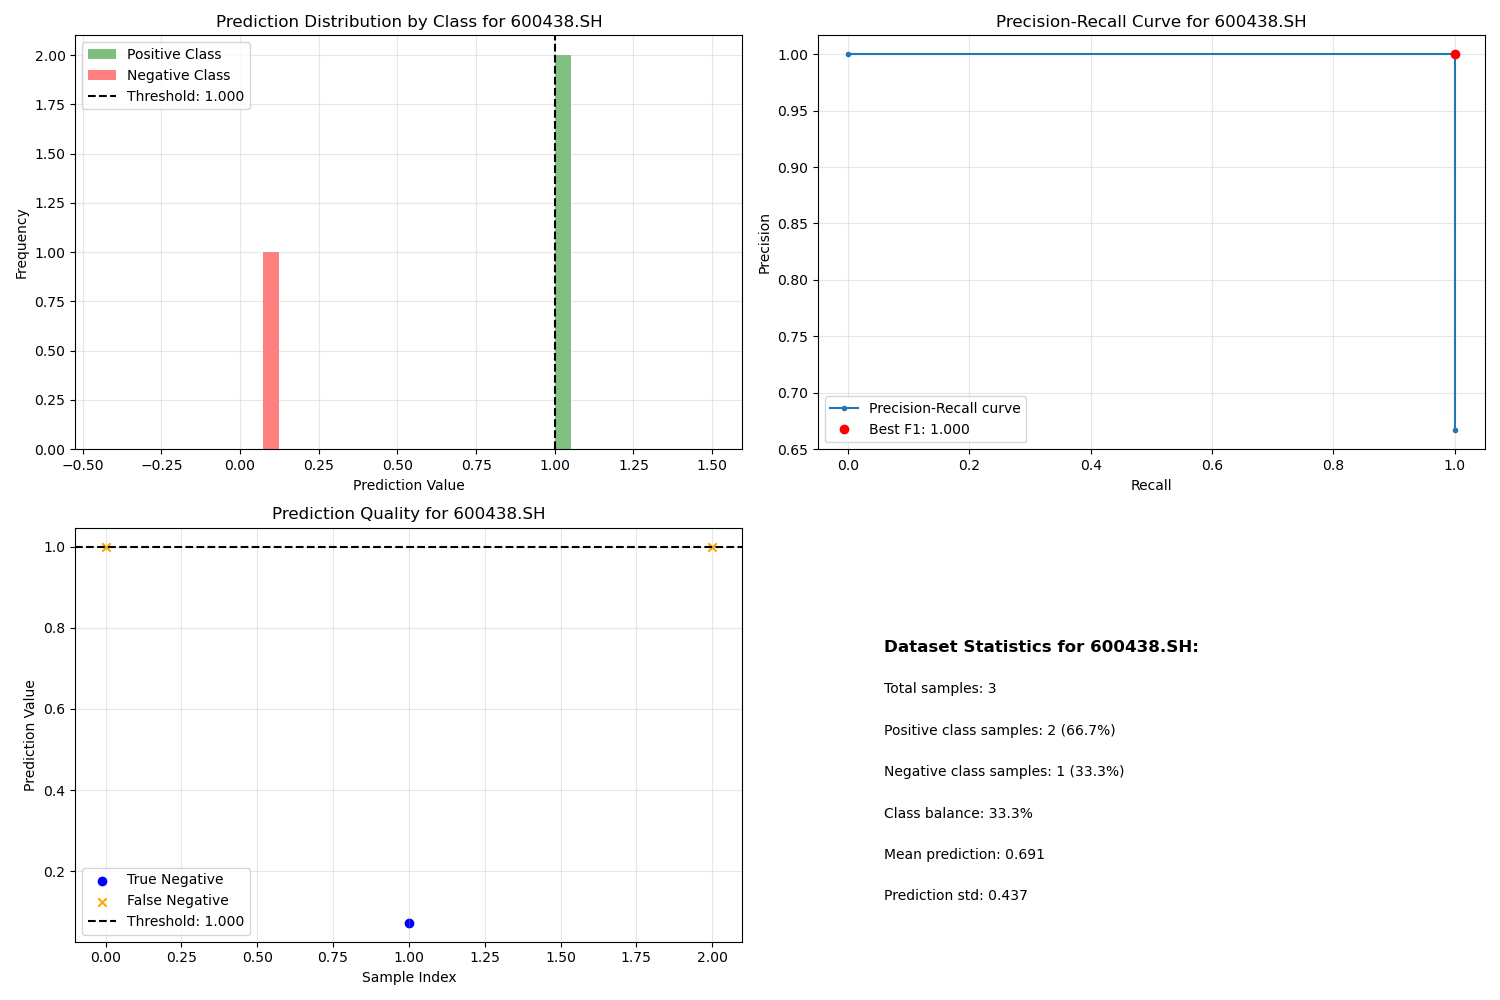 Prediction Distribution by Class for 600438.SH
Positive Class
Negative Class
Threshold: 1.000
Frequency
2.00
1.75
1.50
1.25
1.00
0.75
0.50
0.25
0.00
−0.50 −0.25 0.00 0.25 0.50 0.75 1.00 1.25 1.50
Prediction Value
Precision-Recall Curve for 600438.SH
Precision
1.00
0.95
0.90
0.85
0.80
0.75
0.70
0.65
Precision-Recall curve
Best F1: 1.000
0.0 0.2 0.4 0.6 0.8 1.0
Recall
Prediction Quality for 600438.SH
Prediction Value
1.0
0.8
0.6
0.4
0.2
True Negative
False Negative
Threshold: 1.000
0.00 0.25 0.50 0.75 1.00 1.25 1.50 1.75 2.00
Sample Index
Dataset Statistics for 600438.SH:
Total samples: 3
Positive class samples: 2 (66.7%)
Negative class samples: 1 (33.3%)
Class balance: 33.3%
Mean prediction: 0.691
Prediction std: 0.437